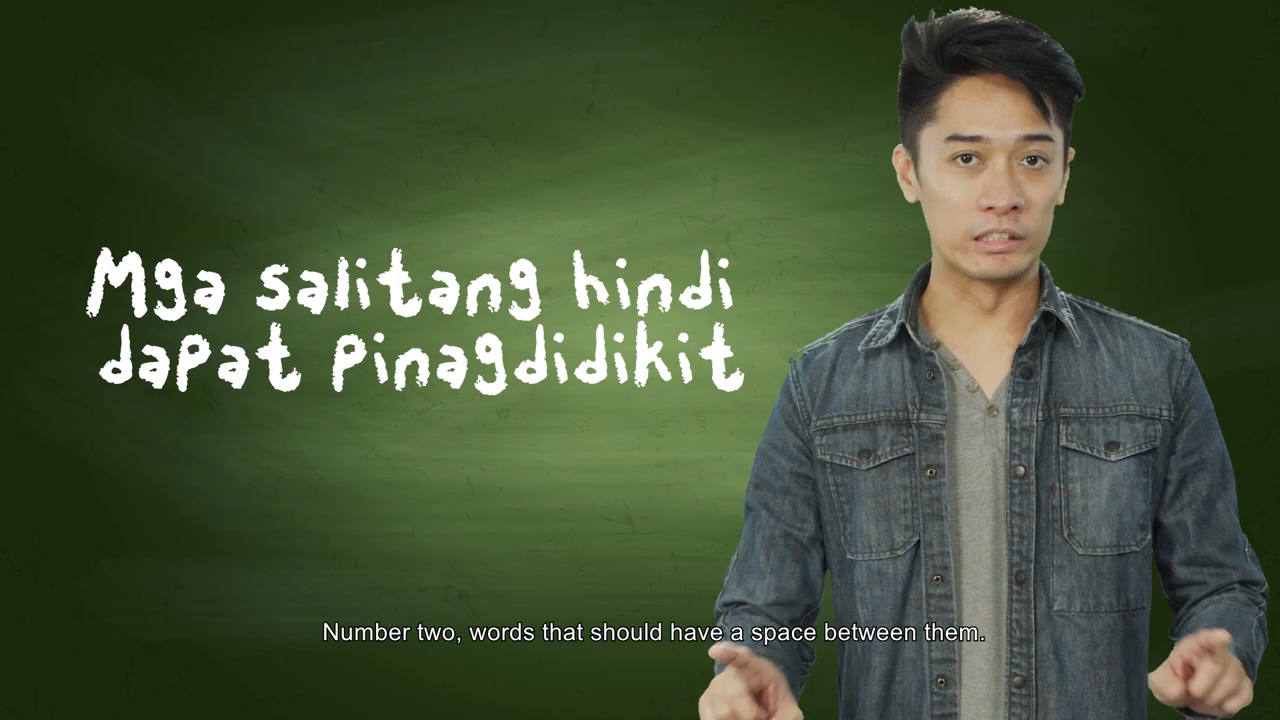 Mga salitang hindi
dapat pinagdidikit
Number two, words that should have a space between them.